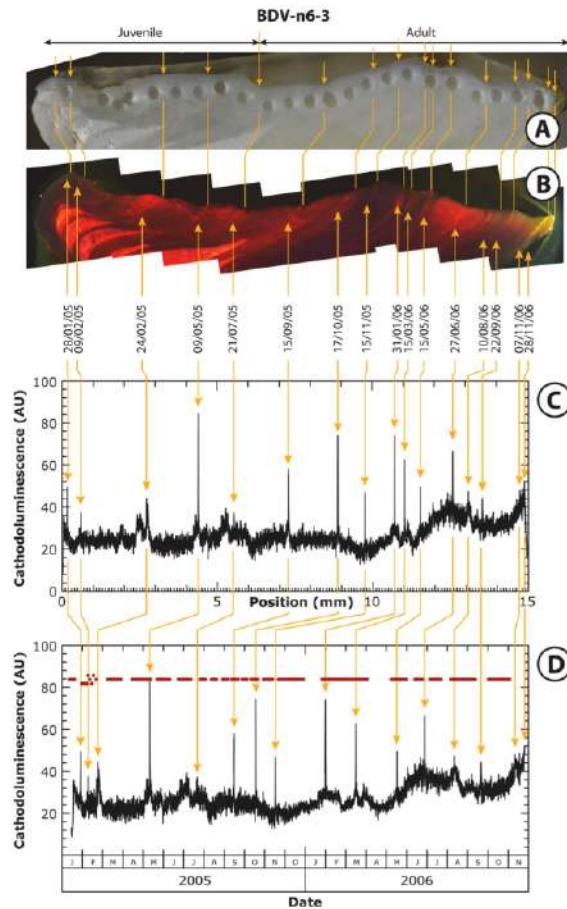 BDV-n6-3
Juvenile Adult
A
B
28/01/05
09/02/05
24/02/05
09/05/05
21/07/05
15/09/05
17/10/05
15/11/05
31/01/06
15/03/06
15/05/06
27/06/06
10/08/06
22/09/06
07/11/06
28/11/06
C
Cathodoluminescence (AU)
100
80
60
40
20
0
0 5 10 15
Position (mm)
D
Cathodoluminescence (AU)
100
80
60
40
20
J F M A M J J A S O N D J F M A M J J A S O N
2005 2006
Date